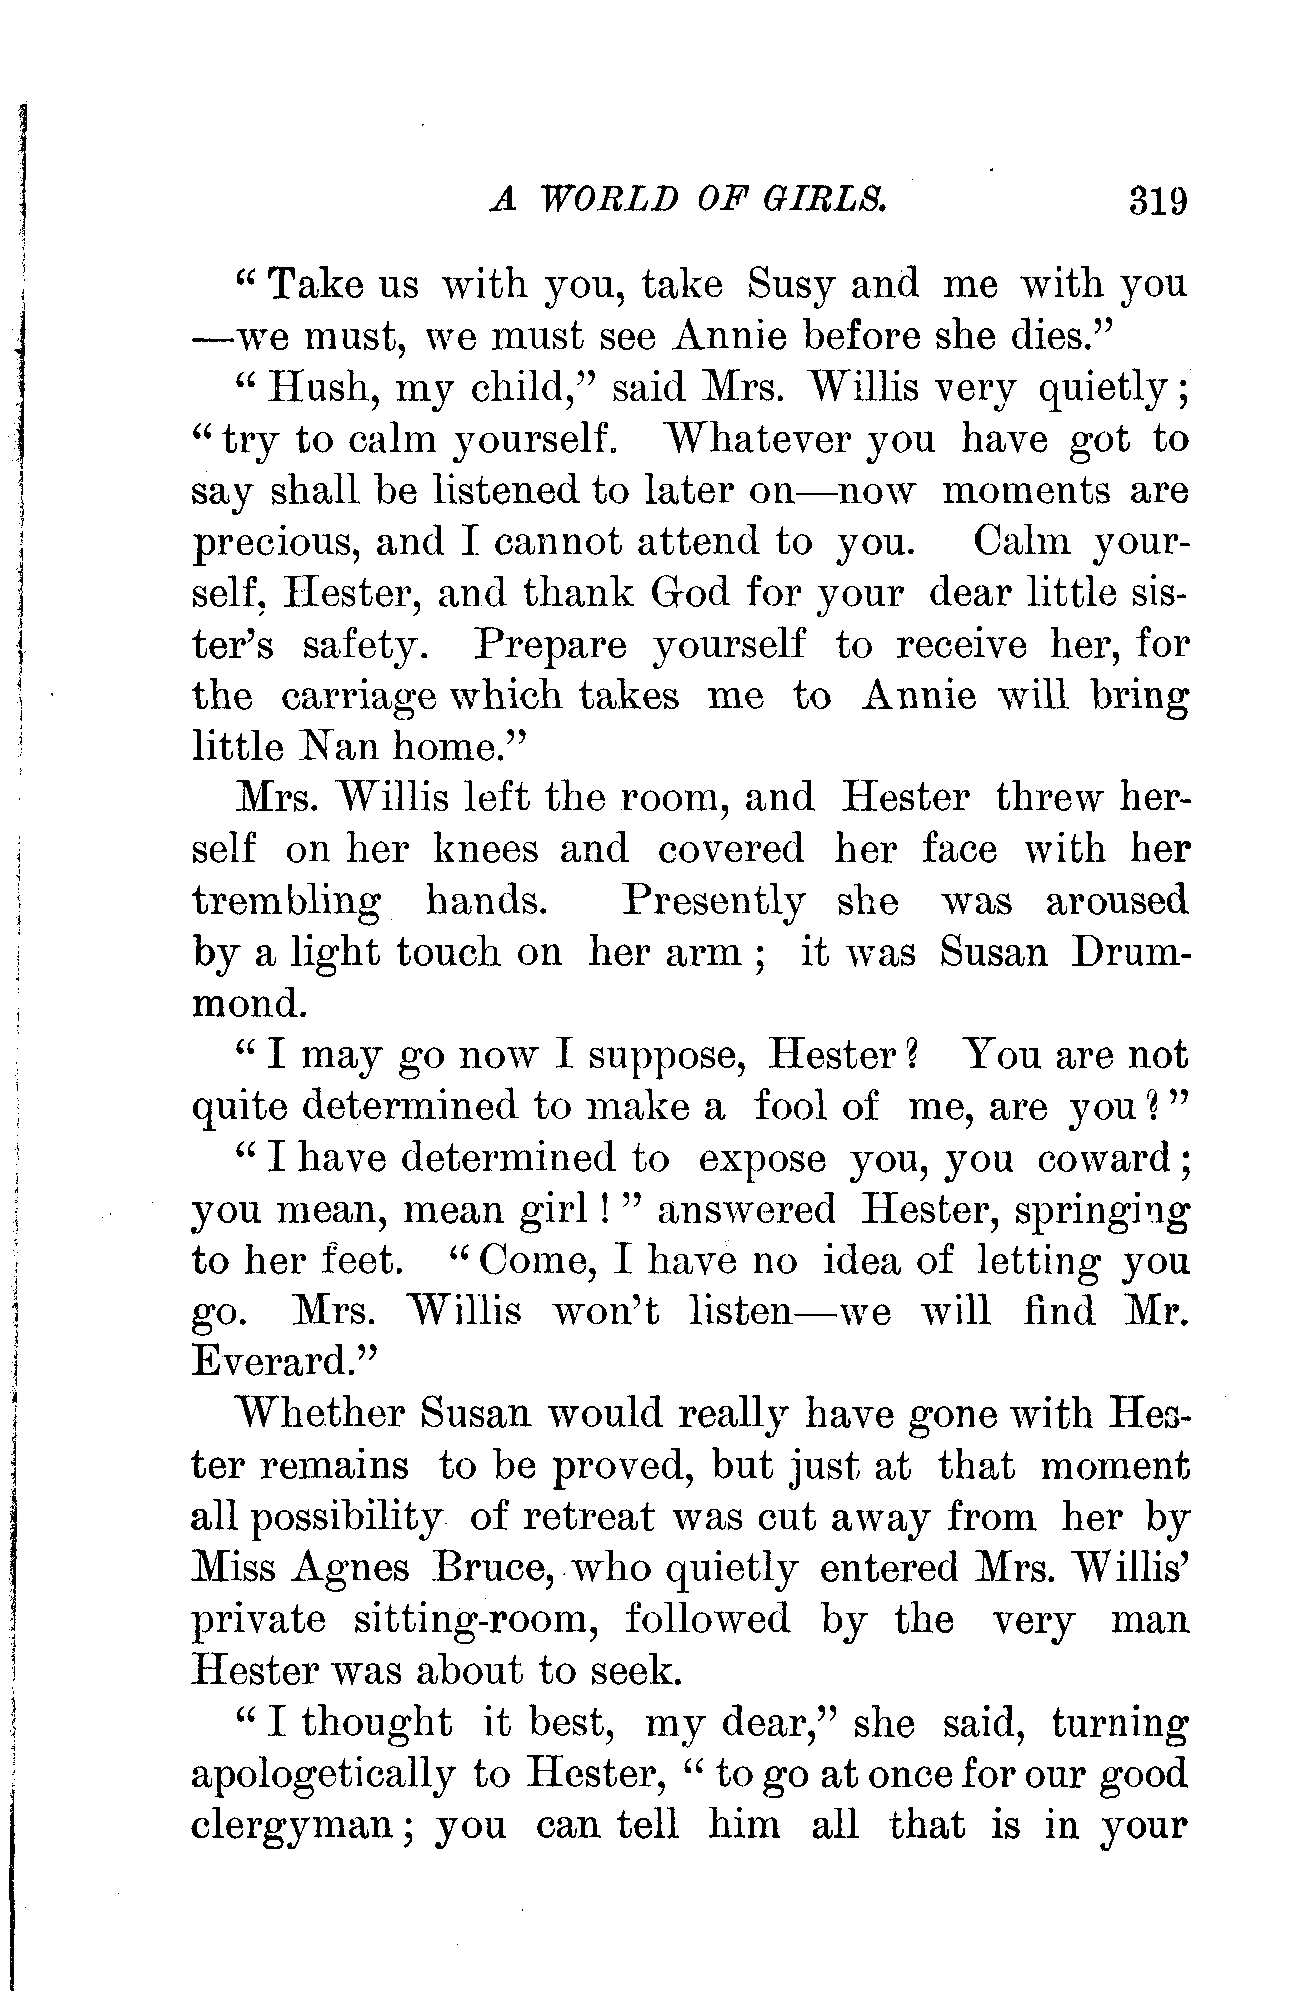 A WORLD OF GIRLS. 319
“Take us with you, take Susy and me with you
—we must, we must see Annie before she dies.”
“Hush, my child,” said Mrs. Willis very quietly;
“try to calm yourself. Whatever you have got to
say shall be listened to later on—now moments are
precious, and I cannot attend to you. Calm your-
self, Hester, and thank God for your dear little sis-
ter’s safety. Prepare yourself to receive her, for
the carriage which takes me to Annie will bring
little Nan home.”
Mrs. Willis left the room, and Hester threw her-
self on her knees and covered her face with her
trembling hands. Presently she was aroused
by a light touch on her arm; it was Susan Drum-
mond.
“I may go now I suppose, Hester? You are not
quite determined to make a fool of me, are you?”
“I have determined to expose you, you coward;
you mean, mean girl!” answered Hester, springing
to her feet. “Come, I have no idea of letting you
go. Mrs. Willis won’t listen—we will find Mr.
Everard.”
Whether Susan would really have gone with Hes-
ter remains to be proved, but just at that moment
all possibility of retreat was cut away from her by
Miss Agnes Bruce, who quietly entered Mrs. Willis’
private sitting-room, followed by the very man
Hester was about to seek.
“I thought it best, my dear,” she said, turning
apologetically to Hester, “to go at once for our good
clergyman; you can tell him all that is in your